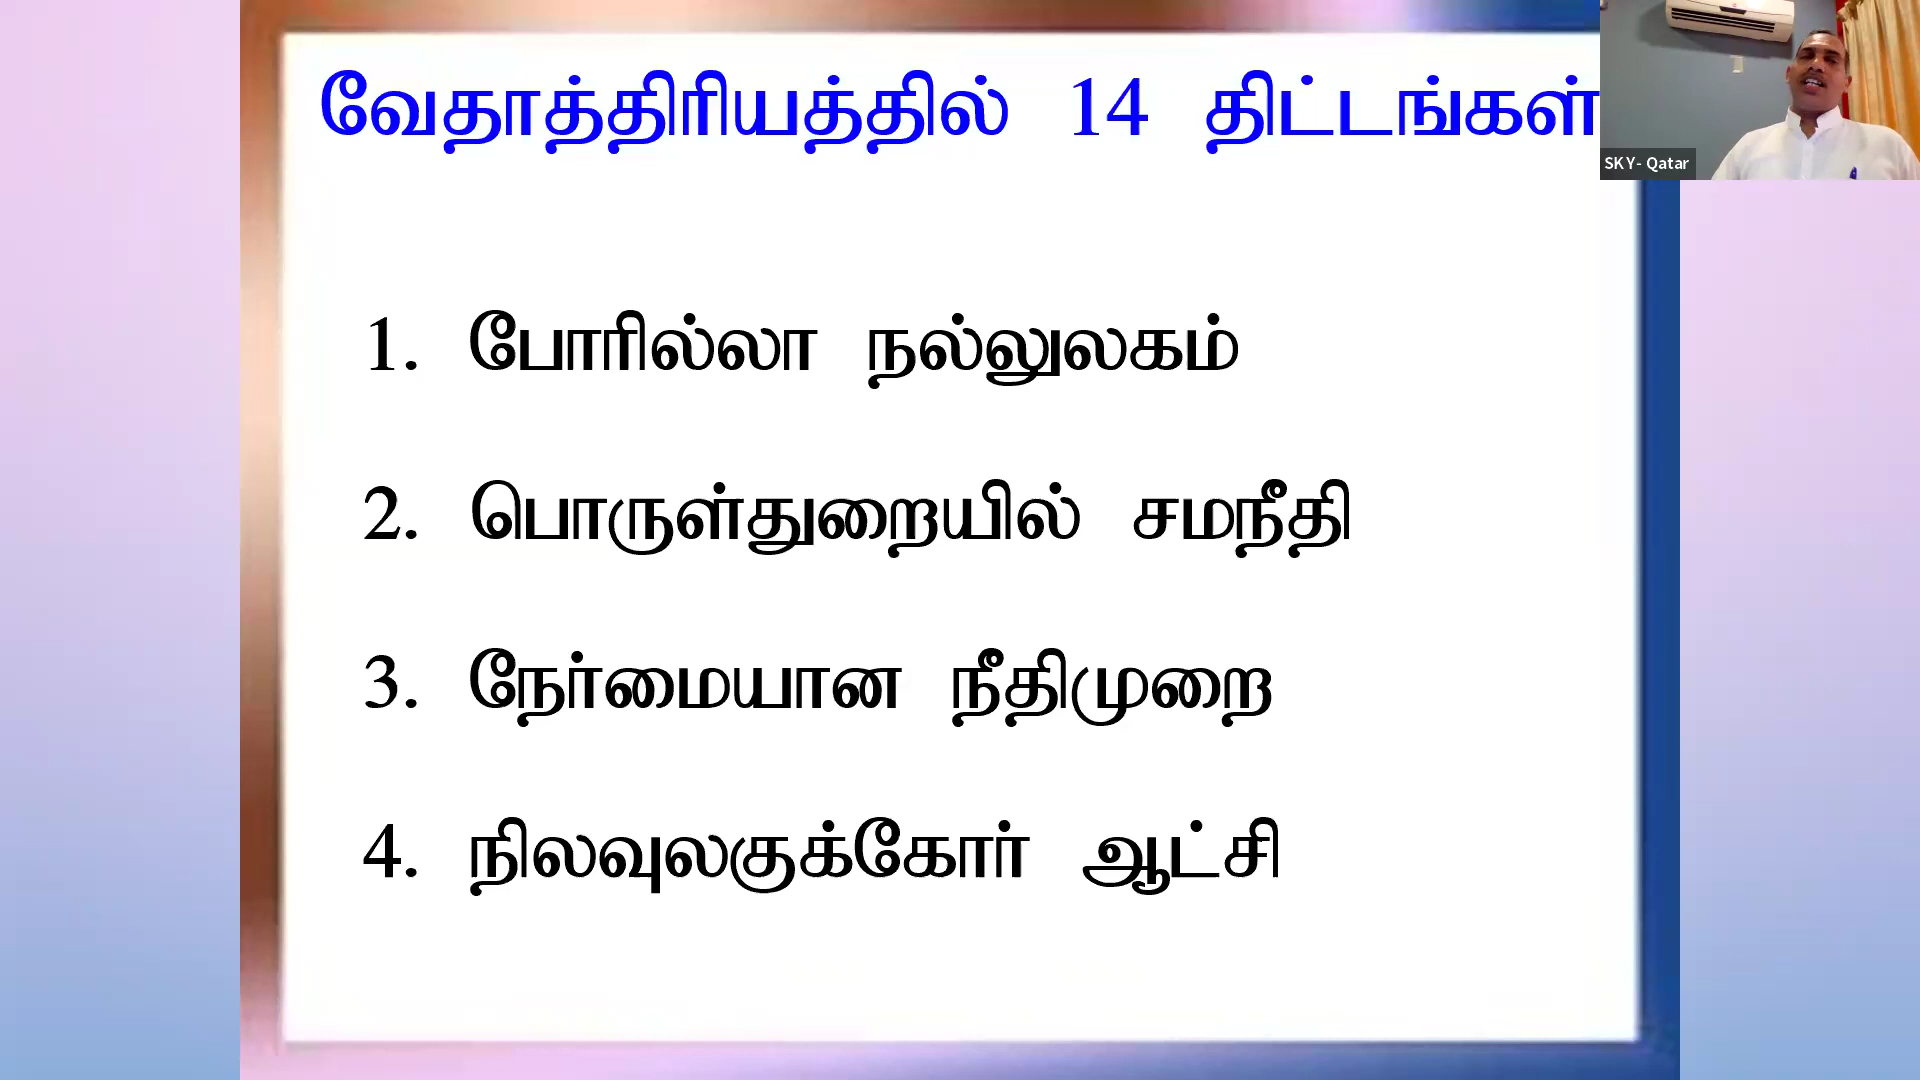 வேதாத்திரியத்தில் 14 திட்டங்கள்
SKY- Qatar
1. போரில்லா நல்லுலகம்
2. பொருள்துறையில் சமநீதி
3. நேர்மையான நீதிமுறை
4. நிலவுலகுக்கோர் ஆட்சி